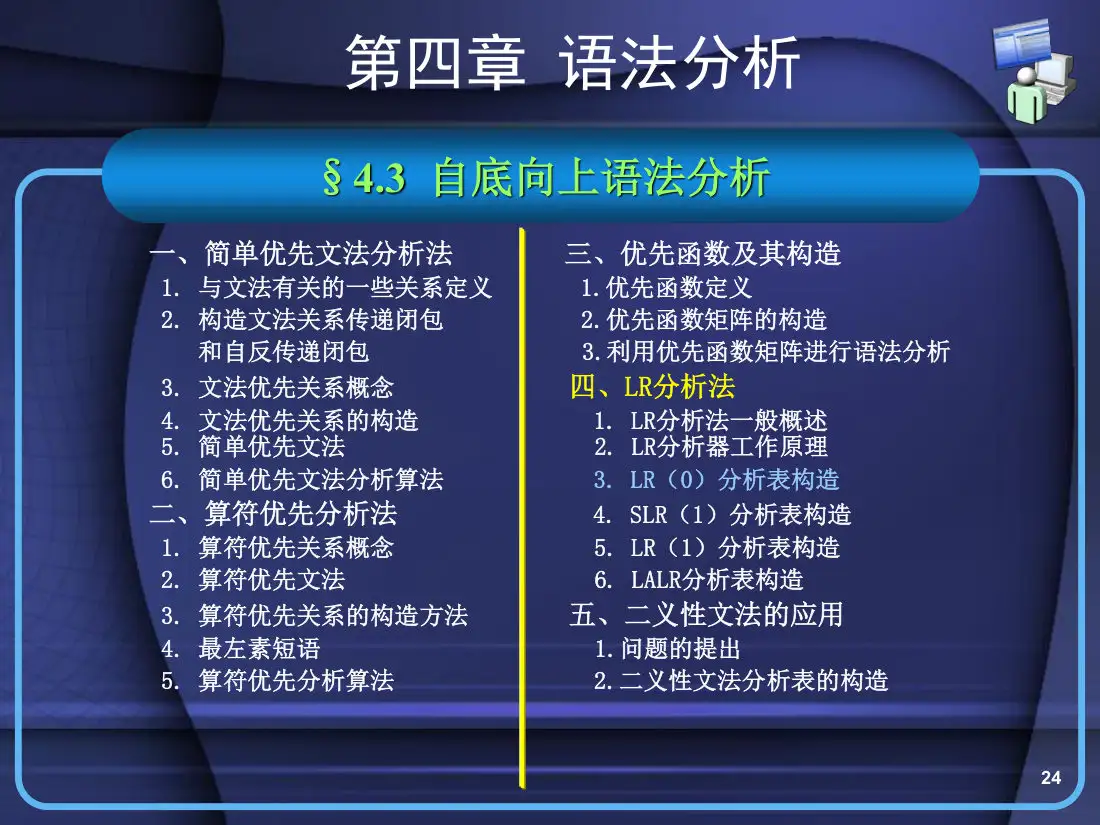 第四章 语法分析
§4.3 自底向上语法分析
一、简单优先文法分析法
1. 与文法有关的一些关系定义
2. 构造文法关系传递闭包
和自反传递闭包
3. 文法优先关系概念
4. 文法优先关系的构造
5. 简单优先文法
6. 简单优先文法分析算法
二、算符优先分析法
1. 算符优先关系概念
2. 算符优先文法
3. 算符优先关系的构造方法
4. 最左素短语
5. 算符优先分析算法
三、优先函数及其构造
1.优先函数定义
2.优先函数矩阵的构造
3.利用优先函数矩阵进行语法分析
四、LR分析法
1. LR分析法一般概述
2. LR分析器工作原理
3. LR（0）分析表构造
4. SLR（1）分析表构造
5. LR（1）分析表构造
6. LALR分析表构造
五、二义性文法的应用
1.问题的提出
2.二义性文法分析表的构造
24